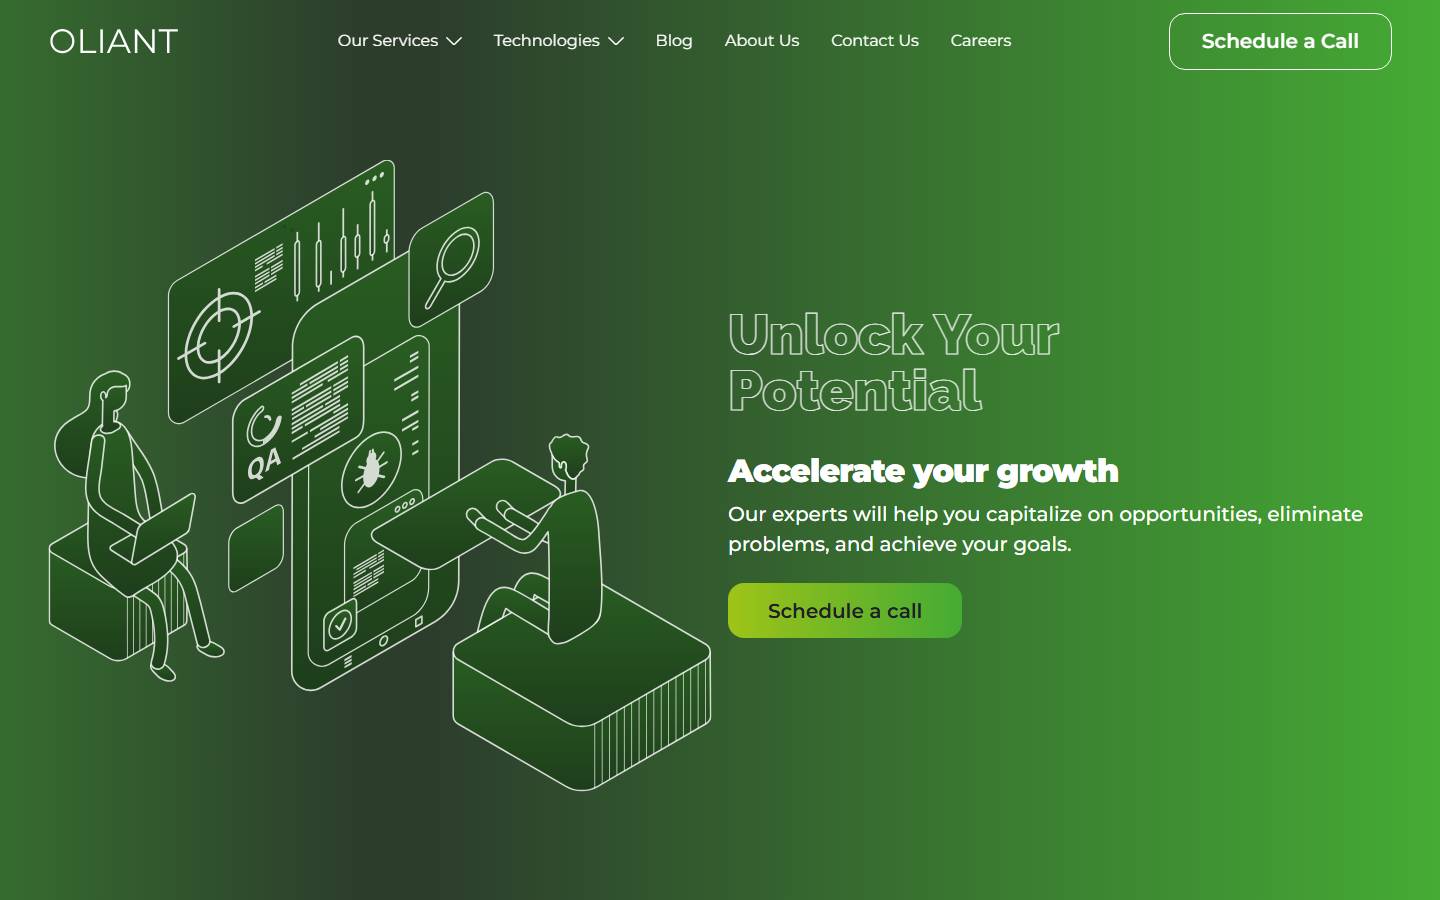 OLIANT
Our Services
Technologies
Blog
About Us
Contact Us
Careers
Schedule a Call
QA
Unlock Your
Potential
Accelerate your growth
Our experts will help you capitalize on opportunities, eliminate
problems, and achieve your goals.
Schedule a call